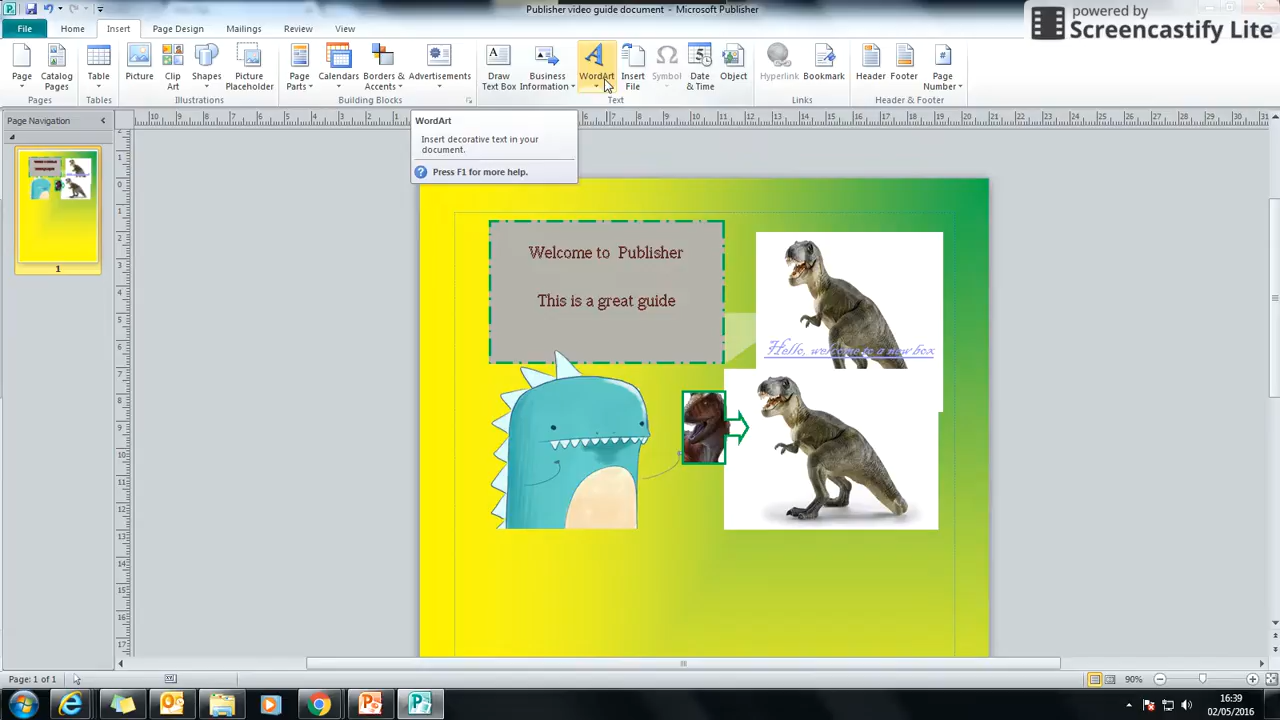 Publisher video guide document - Microsoft Publisher
powered by
Screencastify Lite
File Home Insert Page Design Mailings Review View
Page
Catalog Pages
Table
Picture
Clip Art
Shapes
Picture Placeholder
Page Parts
Calendars
Borders & Accents
Advertisements
Draw Text Box
Business Information
WordArt
Insert File
Symbol
Date & Time
Object
Hyperlink
Bookmark
Header
Footer
Page Number
Pages Tables Illustrations Building Blocks Text Links Header & Footer
Page Navigation
WordArt
Insert decorative text in your
document.
Press F1 for more help.
1
Welcome to Publisher
This is a great guide
Hello, welcome to a new box
Page: 1 of 1
90%
16:39
02/05/2016